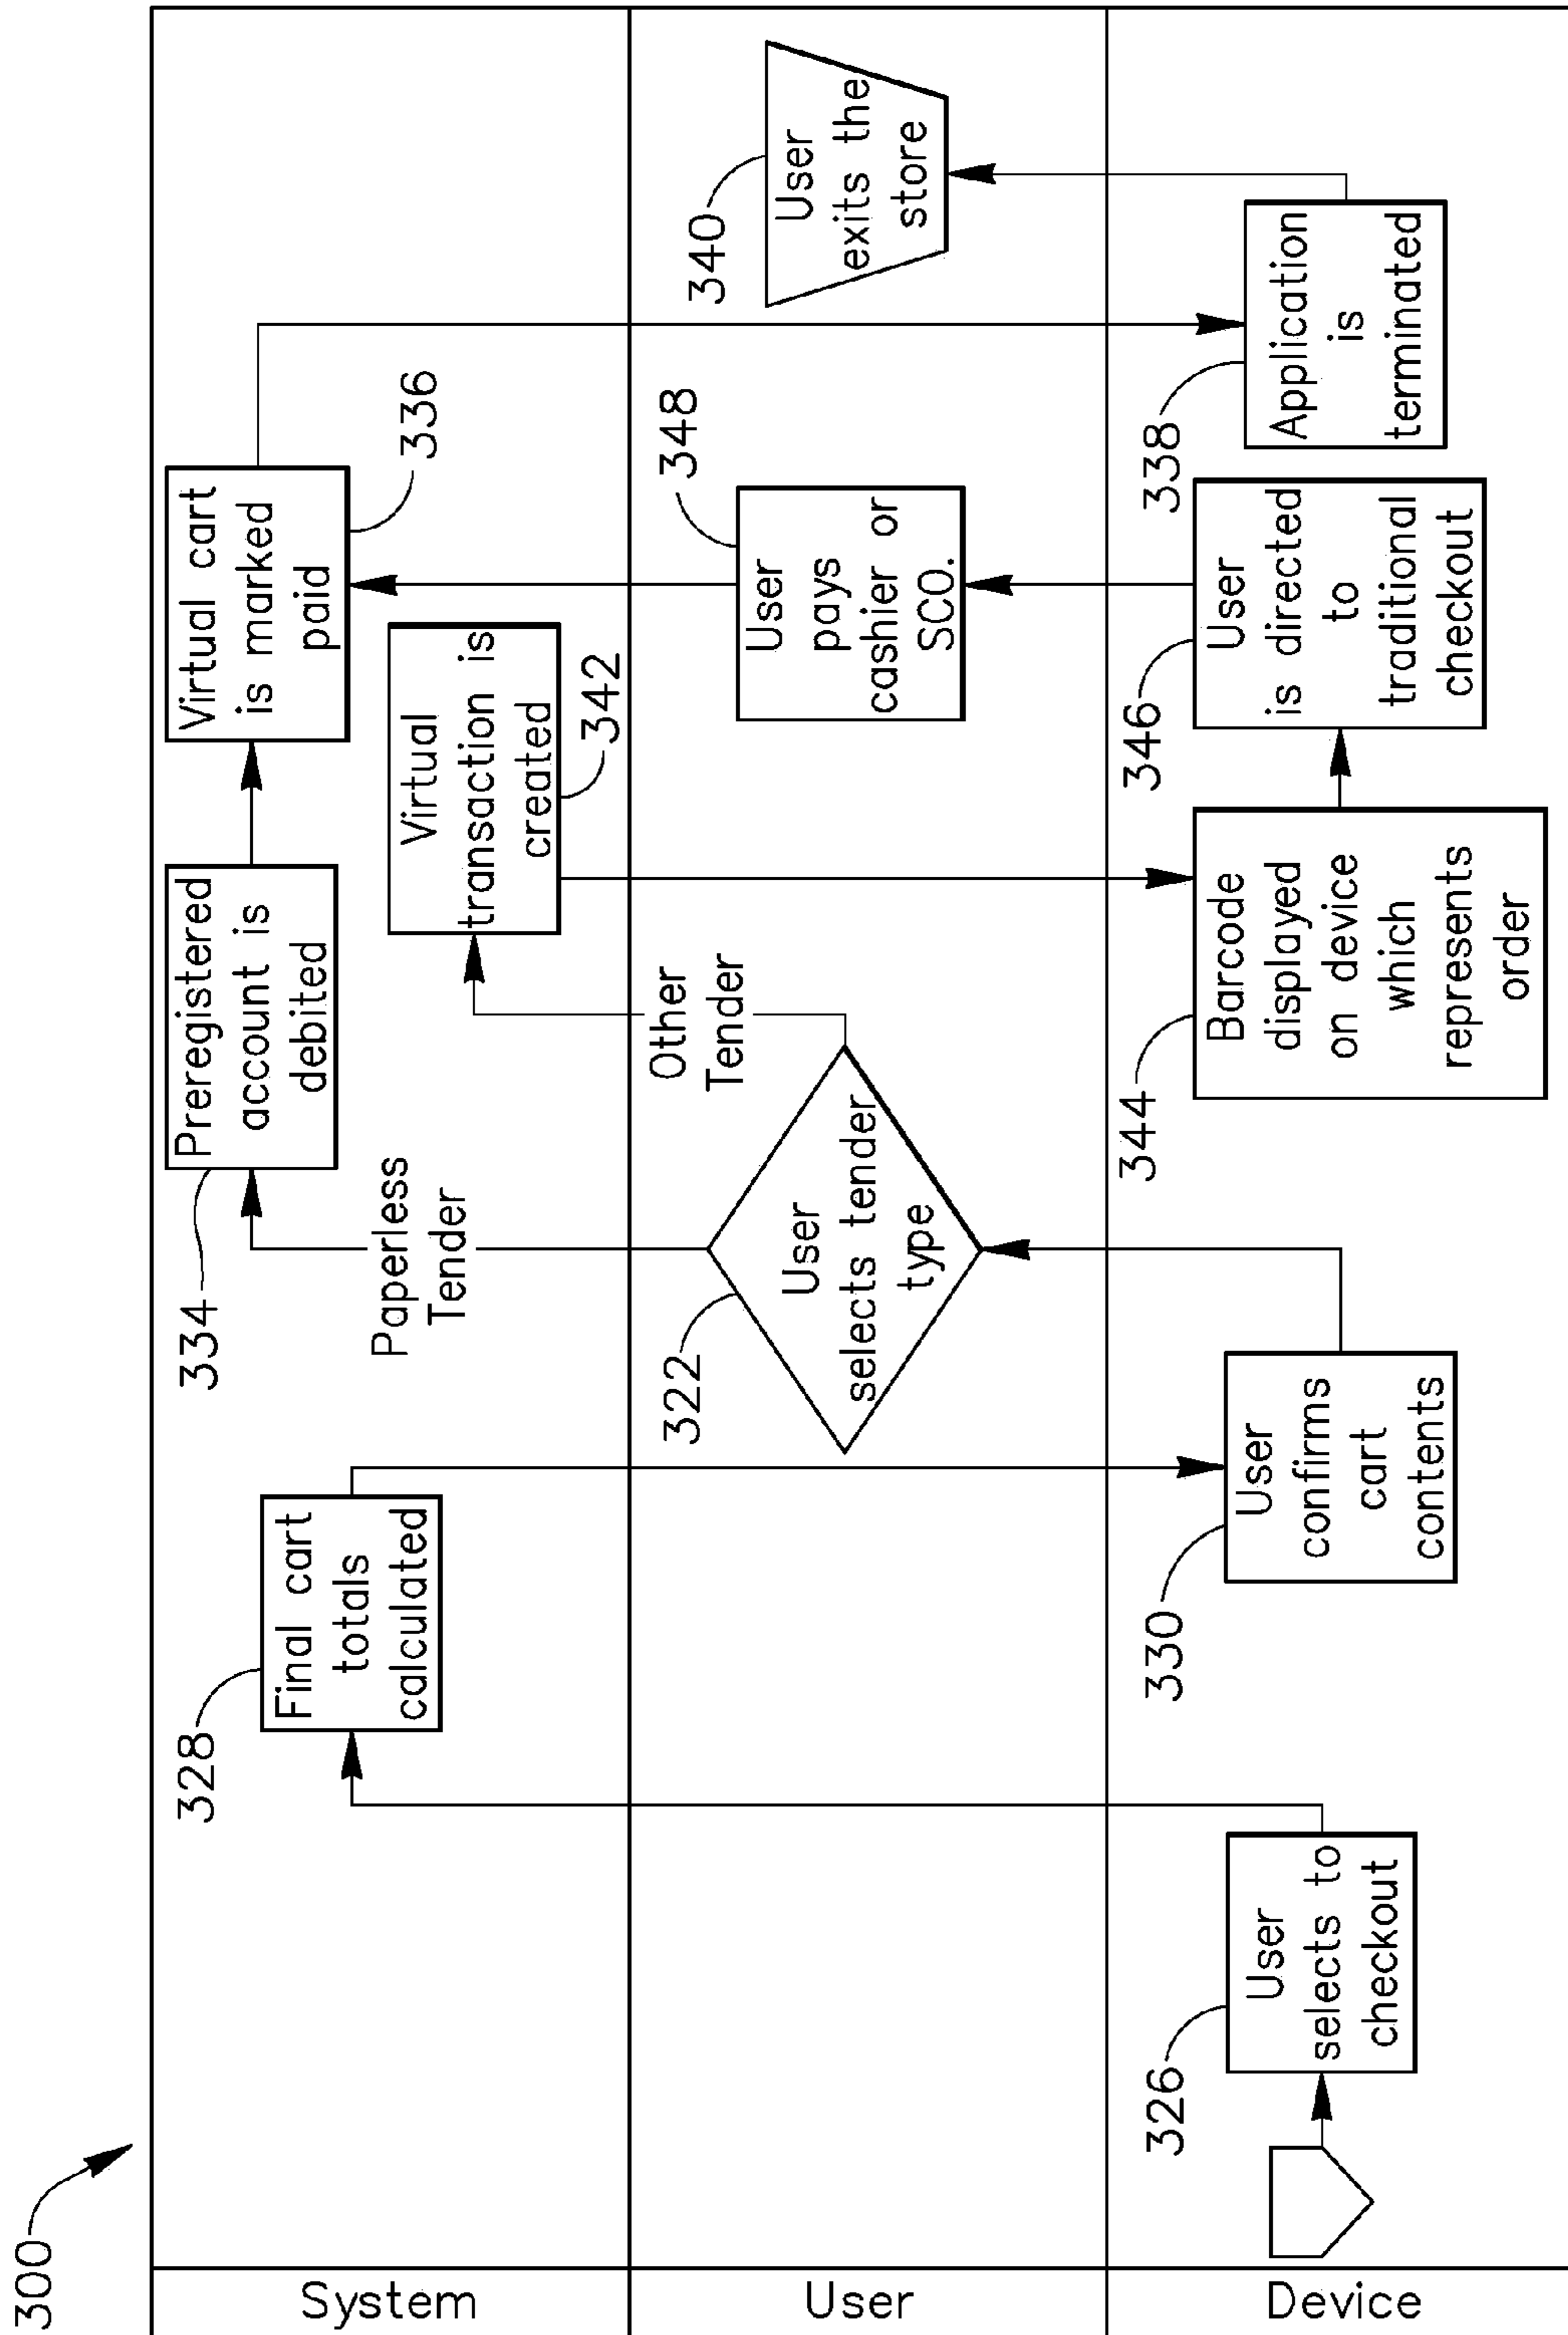 300
System
User
Device
328
Final cart
totals
calculated
334
Preregistered
account is
debited
Virtual cart
is marked
paid
336
Paperless
Tender
Virtual
transaction is
created
342
Other
Tender
322
User
selects tender
type
348
User
pays
cashier or
SCO.
340
User
exits the
store
326
User
selects to
checkout
330
User
confirms
cart
contents
344
Barcode
displayed
on device
which
represents
order
346
User
is directed
to
traditional
checkout
338
Application
is
terminated